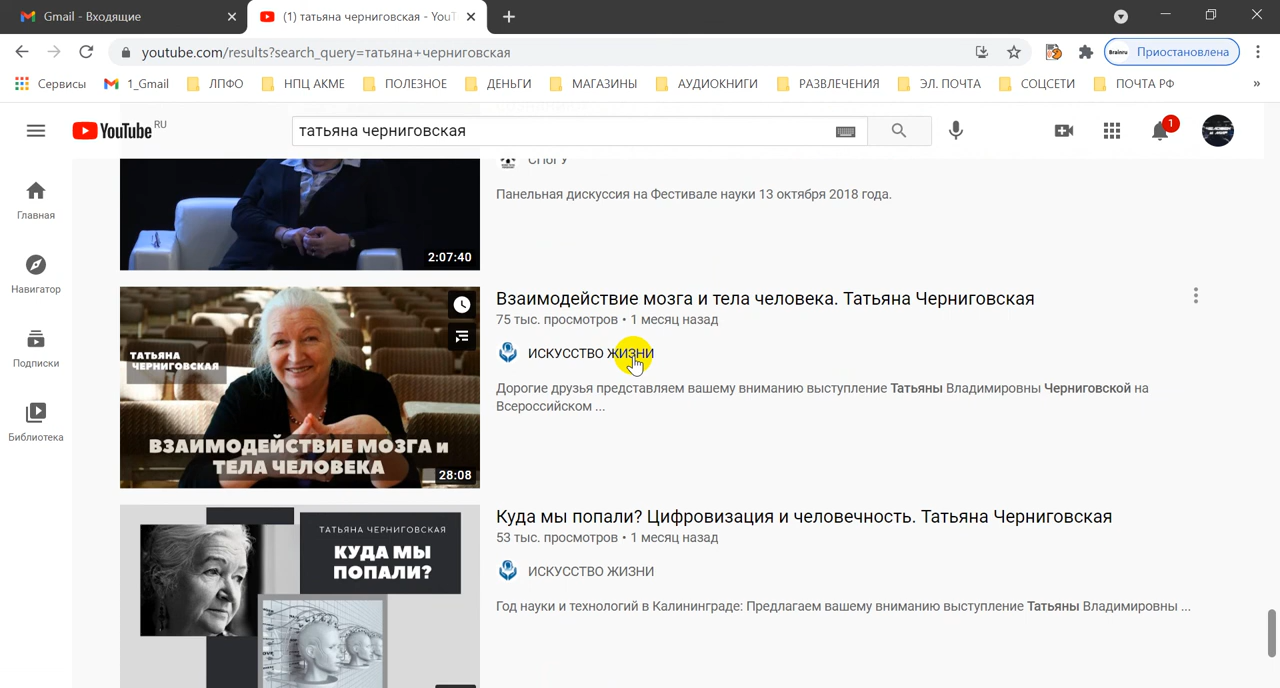 Gmail - Входящие
(1) татьяна черниговская - YouT
youtube.com/results?search_query=татьяна+черниговская
Brainru
Приостановлена
Сервисы
1_Gmail
ЛПФО
НПЦ АКМЕ
ПОЛЕЗНОЕ
ДЕНЬГИ
МАГАЗИНЫ
АУДИОКНИГИ
РАЗВЛЕЧЕНИЯ
ЭЛ. ПОЧТА
СОЦСЕТИ
ПОЧТА РФ
»
YouTube RU
татьяна черниговская
1
Главная
Навигатор
Подписки
Библиотека
СПбГУ
Панельная дискуссия на Фестивале науки 13 октября 2018 года.
2:07:40
Взаимодействие мозга и тела человека. Татьяна Черниговская
75 тыс. просмотров • 1 месяц назад
ИСКУССТВО ЖИЗНИ
Дорогие друзья представляем вашему вниманию выступление Татьяны Владимировны Черниговской на
Всероссийском ...
ТАТЬЯНА
ЧЕРНИГОВСКАЯ
ВЗАИМОДЕЙСТВИЕ МОЗГА и
ТЕЛА ЧЕЛОВЕКА
28:08
Куда мы попали? Цифровизация и человечность. Татьяна Черниговская
53 тыс. просмотров • 1 месяц назад
ИСКУССТВО ЖИЗНИ
Год науки и технологий в Калининграде: Предлагаем вашему вниманию выступление Татьяны Владимировны ...
ТАТЬЯНА ЧЕРНИГОВСКАЯ
КУДА МЫ
ПОПАЛИ?